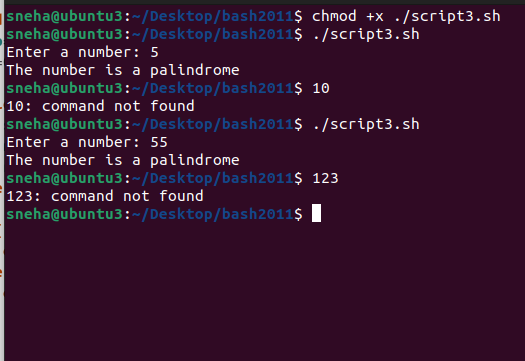 sneha@ubuntu3:~/Desktop/bash2011$ chmod +x ./script3.sh
sneha@ubuntu3:~/Desktop/bash2011$ ./script3.sh
Enter a number: 5
The number is a palindrome
sneha@ubuntu3:~/Desktop/bash2011$ 10
10: command not found
sneha@ubuntu3:~/Desktop/bash2011$ ./script3.sh
Enter a number: 55
The number is a palindrome
sneha@ubuntu3:~/Desktop/bash2011$ 123
123: command not found
sneha@ubuntu3:~/Desktop/bash2011$